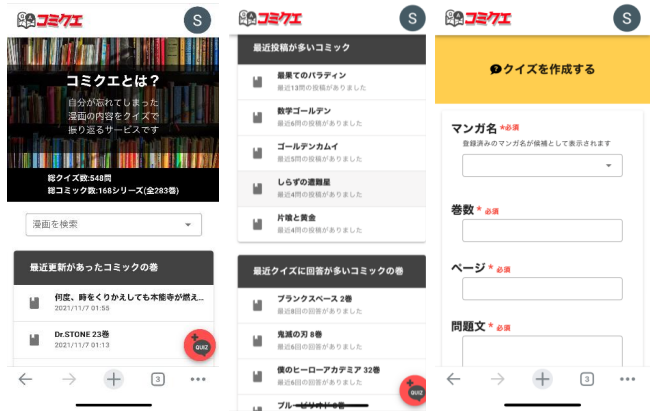 コミクエ
S
コミクエとは？
自分が忘れてしまった
漫画の内容をクイズで
振り返るサービスです
総クイズ数:548問
総コミック数:168シリーズ(全283巻)
漫画を検索
最近更新があったコミックの巻
何度、時をくりかえしても本能寺が燃え...
2021/11/7 01:55
Dr.STONE 23巻
2021/11/7 01:13
QUIZ
3
コミクエ
S
最近投稿が多いコミック
最果てのパラディン
最近13問の投稿がありました
数学ゴールデン
最近6問の投稿がありました
ゴールデンカムイ
最近5問の投稿がありました
しらずの遭難星
最近4問の投稿がありました
片喰と黄金
最近4問の投稿がありました
最近クイズに回答が多いコミックの巻
ブランクスペース 2巻
最近8回の回答がありました
鬼滅の刃 8巻
最近6回の回答がありました
僕のヒーローアカデミア 32巻
最近6回の回答がありました
QUIZ
コミクエ
S
クイズを作成する
マンガ名 *必須
登録済みのマンガ名が候補として表示されます
巻数 * 必須
ページ * 必須
問題文 * 必須
3